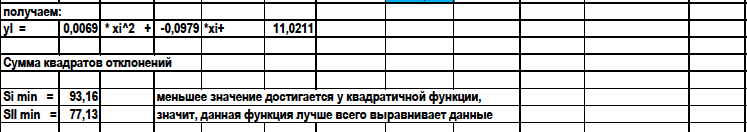 получаем:
yI = 0,0069 * xi^2 + -0,0979 *xi+ 11,0211
Сумма квадратов отклонений
Si min = 93,16 меньшее значение достигается у квадратичной функции,
SII min = 77,13 значит, данная функция лучше всего выравнивает данные